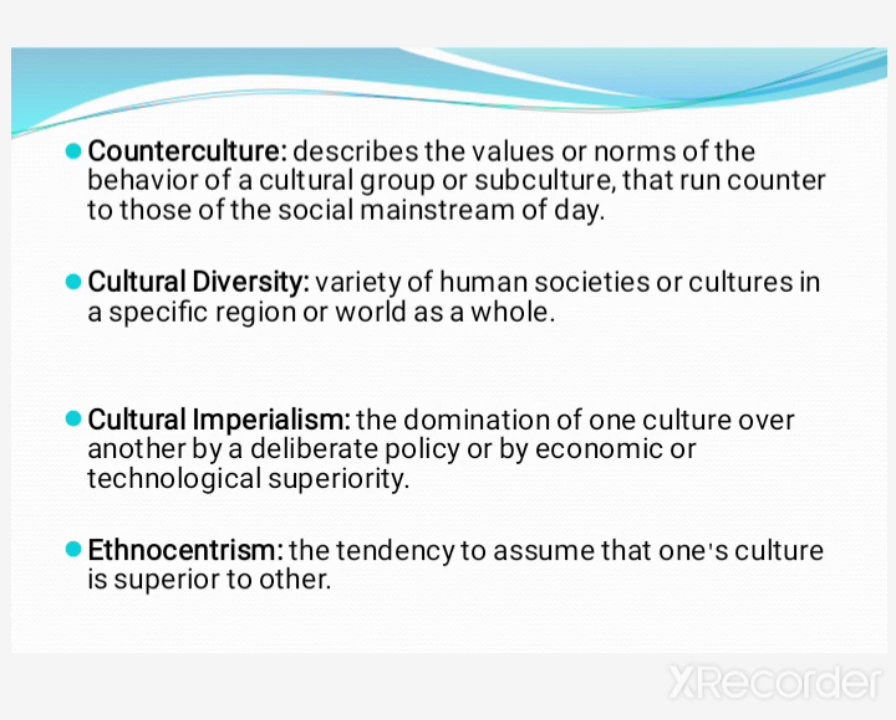 Counterculture: describes the values or norms of the
behavior of a cultural group or subculture, that run counter
to those of the social mainstream of day.
Cultural Diversity: variety of human societies or cultures in
a specific region or world as a whole.
Cultural Imperialism: the domination of one culture over
another by a deliberate policy or by economic or
technological superiority.
Ethnocentrism: the tendency to assume that one's culture
is superior to other.
XRecorder